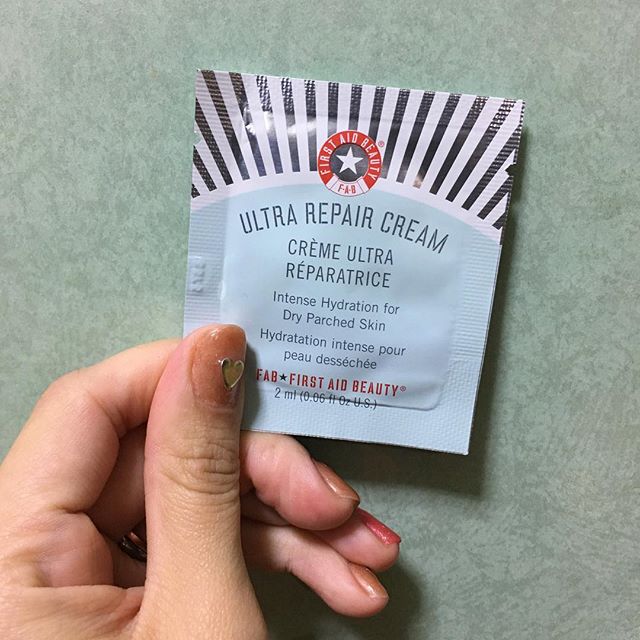 FIRST AID BEAUTY®
F·A·B
ULTRA REPAIR CREAM
CRÈME ULTRA
RÉPARATRICE
Intense Hydration for
Dry Parched Skin
Hydratation intense pour
peau desséchée
FAB★FIRST AID BEAUTY®
2 ml (0.06 fl Oz U.S.)